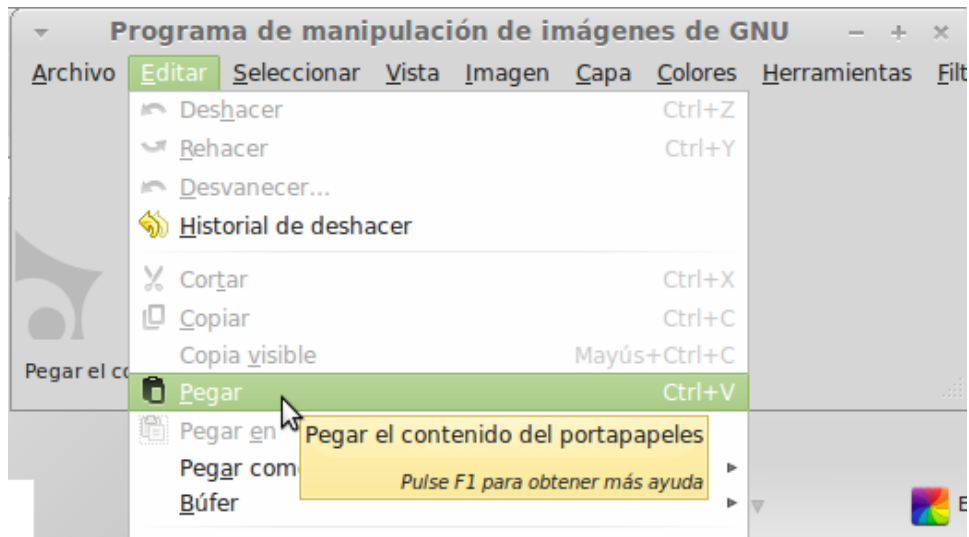 Programa de manipulación de imágenes de GNU
Archivo Editar Seleccionar Vista Imagen Capa Colores Herramientas Filt
Deshacer Ctrl+Z
Rehacer Ctrl+Y
Desvanecer...
Historial de deshacer
Cortar Ctrl+X
Copiar Ctrl+C
Copia visible Mayús+Ctrl+C
Pegar el co
Pegar Ctrl+V
Pegar en
Pegar el contenido del portapapeles
Pegar com
Pulse F1 para obtener más ayuda
Búfer
E